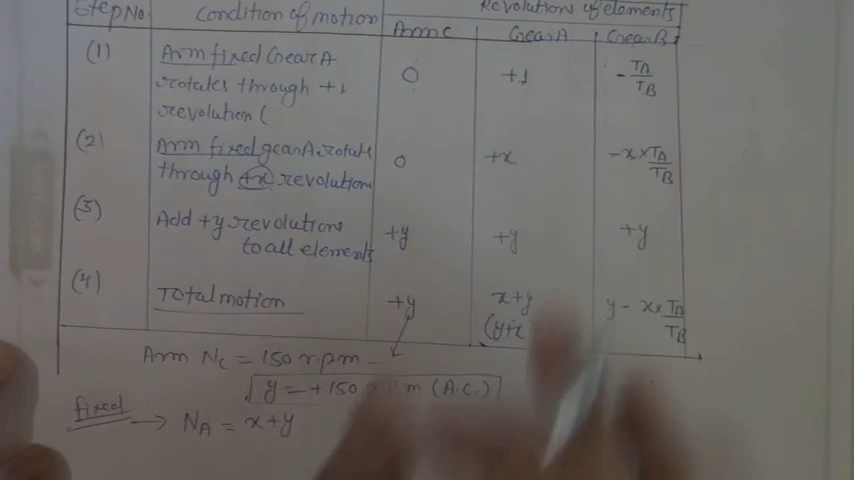 Step No Condition of motion Revolutions of elements
Arm C Gear A Gear B
(1) Arm fixed Gear A 0 +1 - TA/TB
rotates through +1
revolution (
(2) Arm fixed gear A rotate 0 +x -x × TA/TB
through +x revolution
(3) Add +y revolutions +y +y +y
to all elements
(4) Total motion +y x+y y - x × TA/TB
Arm NC = 150 rpm
y = +150 m (A.C.)
fixed → NA = x+y